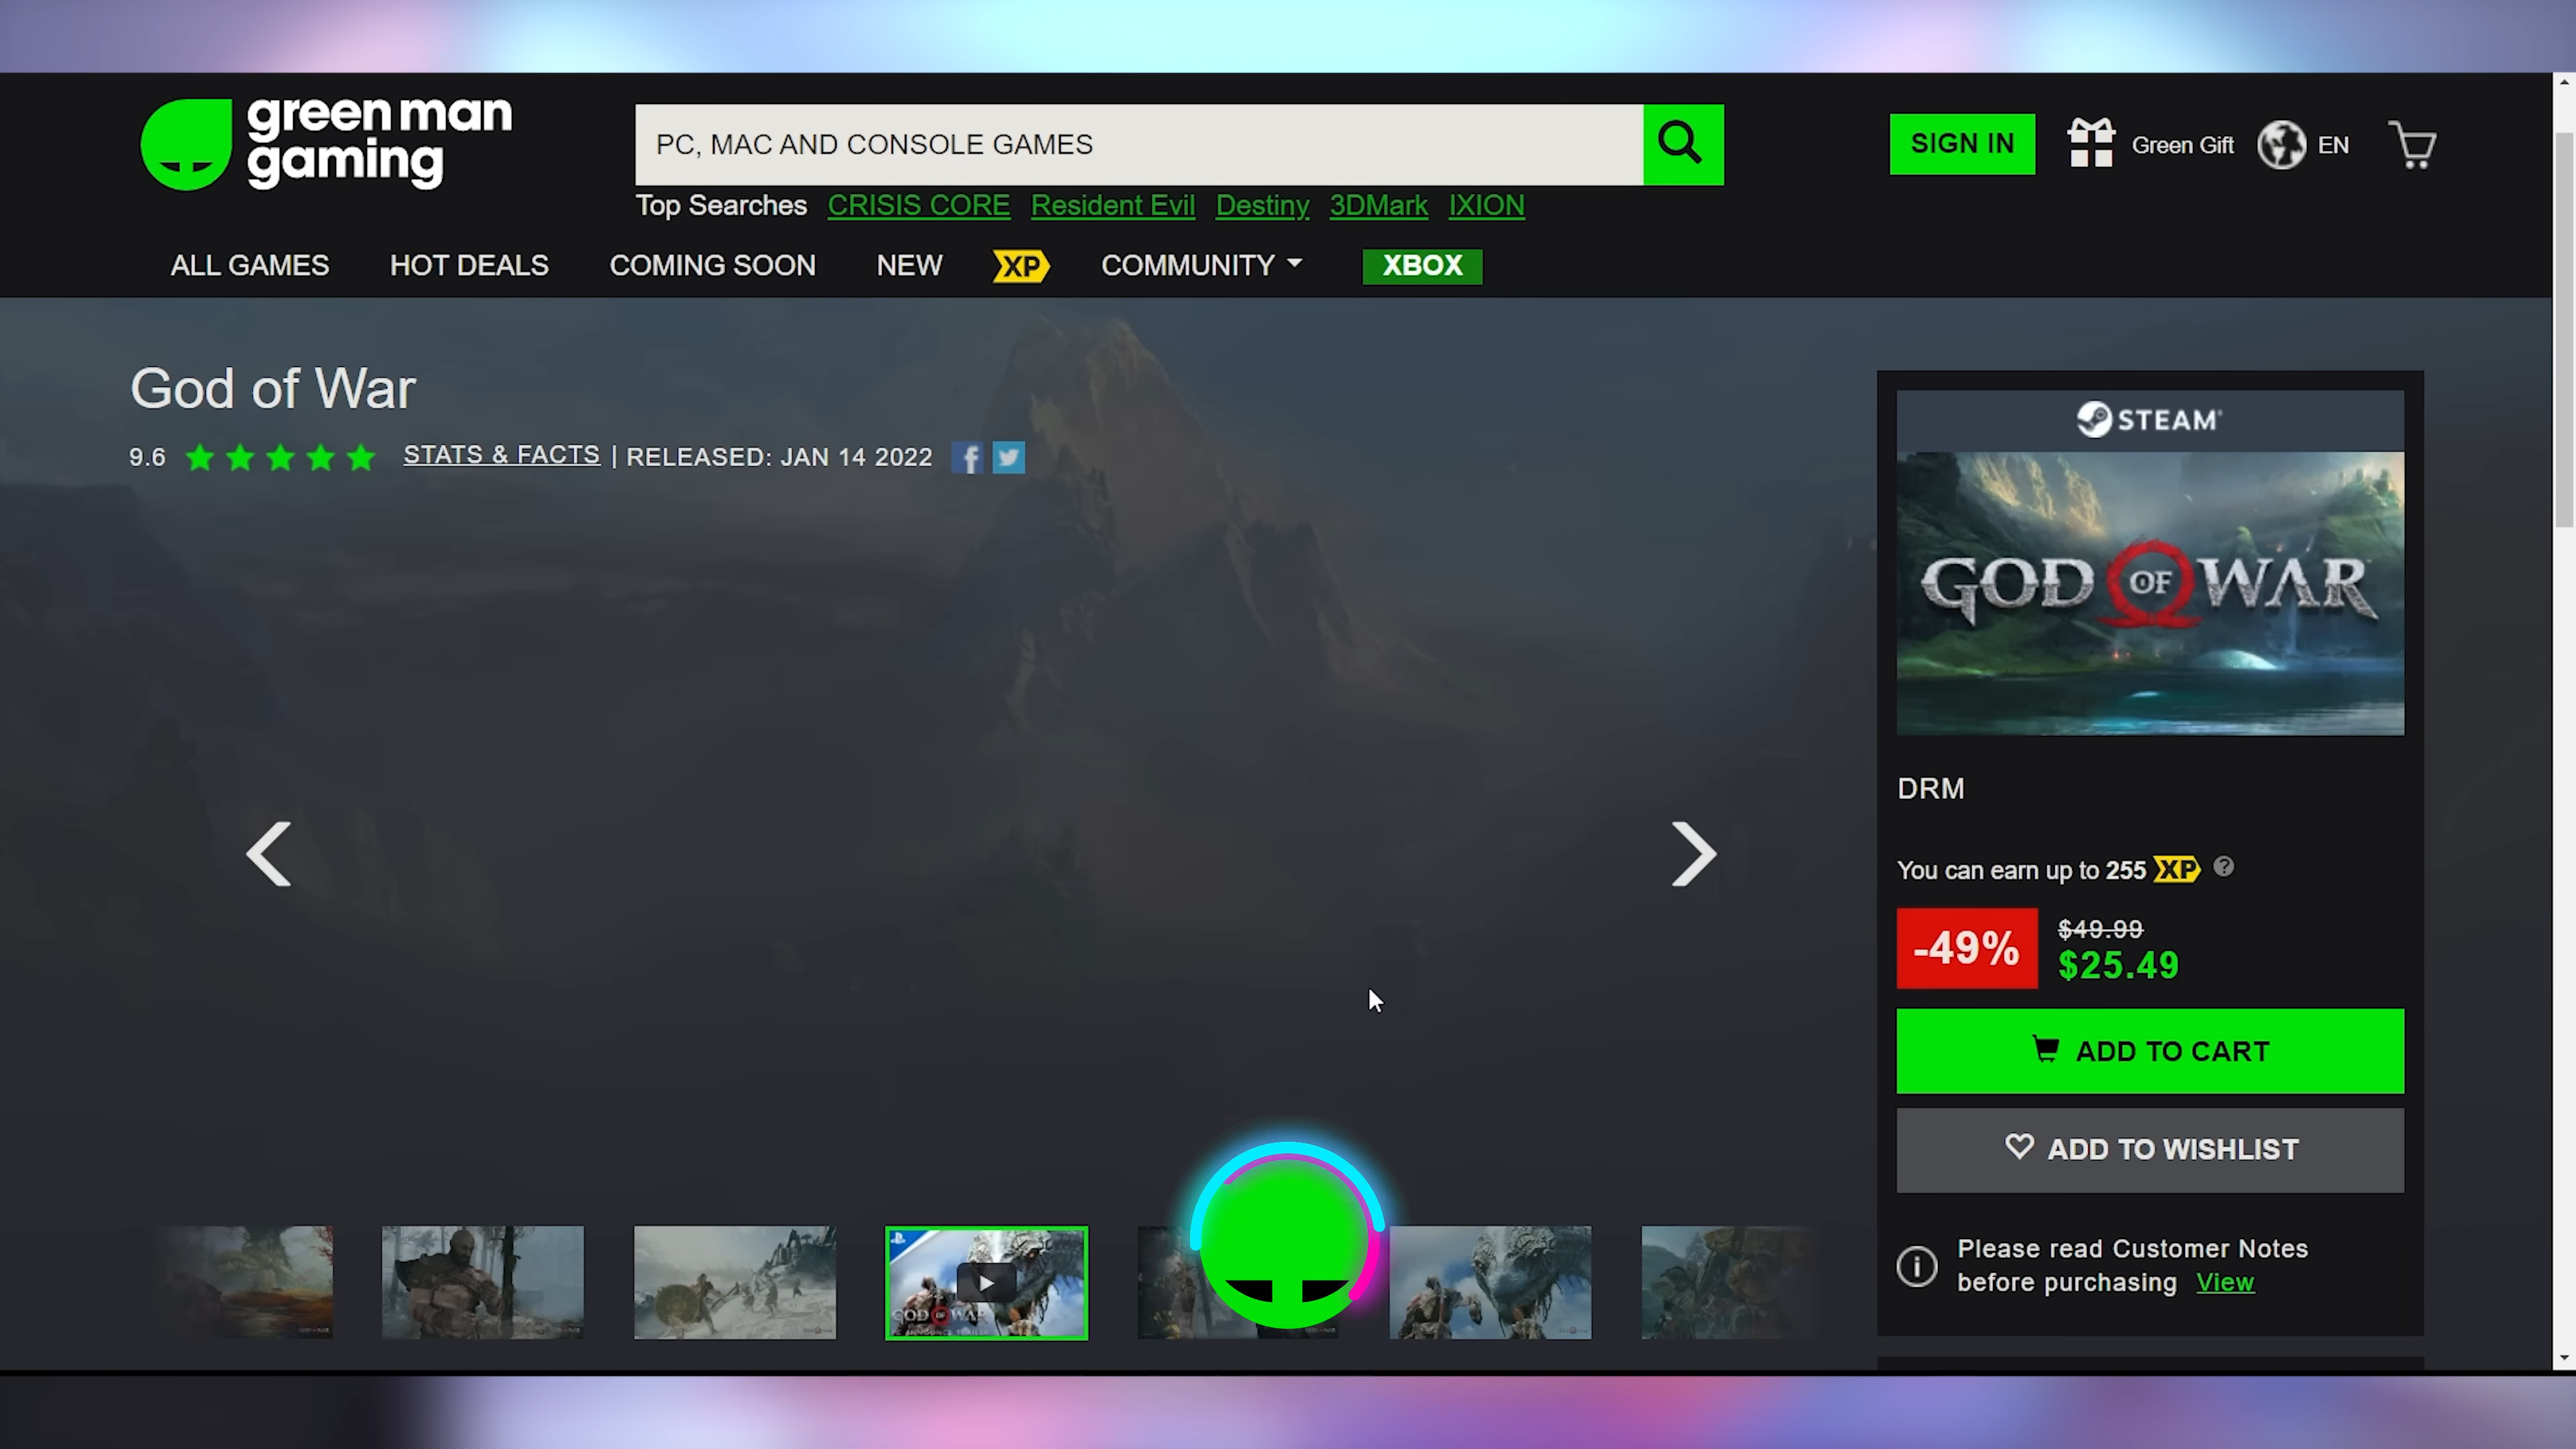 green man
gaming
PC, MAC AND CONSOLE GAMES
SIGN IN
Green Gift
EN
Top Searches CRISIS CORE Resident Evil Destiny 3DMark IXION
ALL GAMES HOT DEALS COMING SOON NEW XP COMMUNITY XBOX
God of War
9.6 STATS & FACTS | RELEASED: JAN 14 2022
STEAM
GOD OF WAR
DRM
You can earn up to 255 XP ?
-49%
$49.99
$25.49
ADD TO CART
ADD TO WISHLIST
Please read Customer Notes
before purchasing View
GOD OF WAR